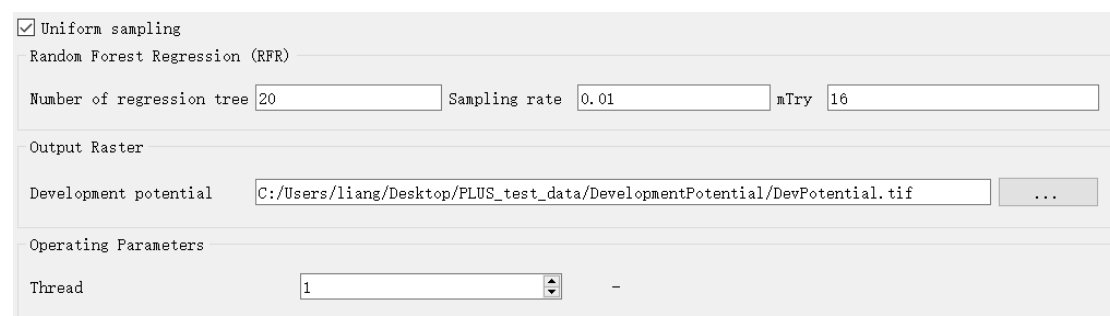 Uniform sampling
Random Forest Regression (RFR)
Number of regression tree 20 Sampling rate 0.01 mTry 16
Output Raster
Development potential C:/Users/liang/Desktop/PLUS_test_data/DevelopmentPotential/DevPotential.tif ...
Operating Parameters
Thread 1 -